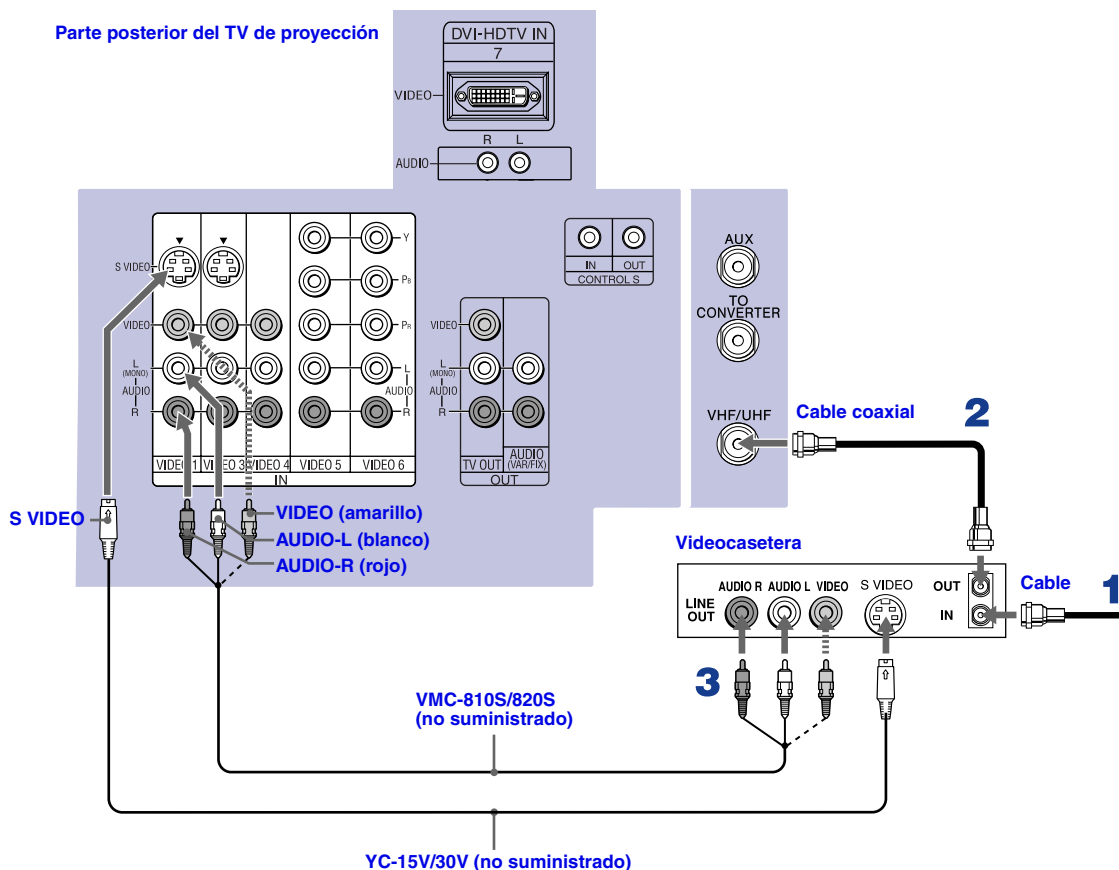 Parte posterior del TV de proyección
DVI-HDTV IN
7
VIDEO
R L
AUDIO
S VIDEO
VIDEO
L
(MONO)
AUDIO
R
Y
PB
PR
L
AUDIO
R
VIDEO 1 VIDEO 3 VIDEO 4 VIDEO 5 VIDEO 6
IN
VIDEO
L
(MONO)
AUDIO
R
TV OUT
AUDIO
(VAR/FIX)
OUT
IN OUT
CONTROL S
AUX
TO
CONVERTER
VHF/UHF
Cable coaxial
2
S VIDEO
VIDEO (amarillo)
AUDIO-L (blanco)
AUDIO-R (rojo)
Videocasetera
LINE
OUT
AUDIO R AUDIO L VIDEO S VIDEO
OUT
IN
Cable
1
3
VMC-810S/820S
(no suministrado)
YC-15V/30V (no suministrado)